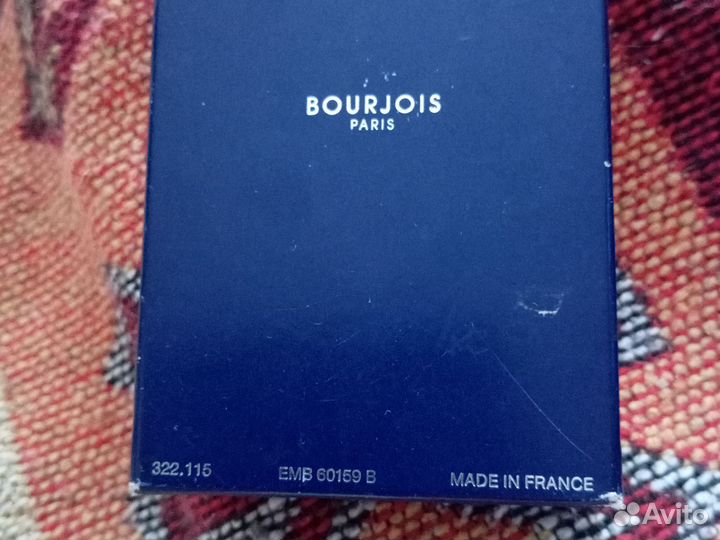 BOURJOIS
PARIS
322.115 EMB 60159 B MADE IN FRANCE
Avito